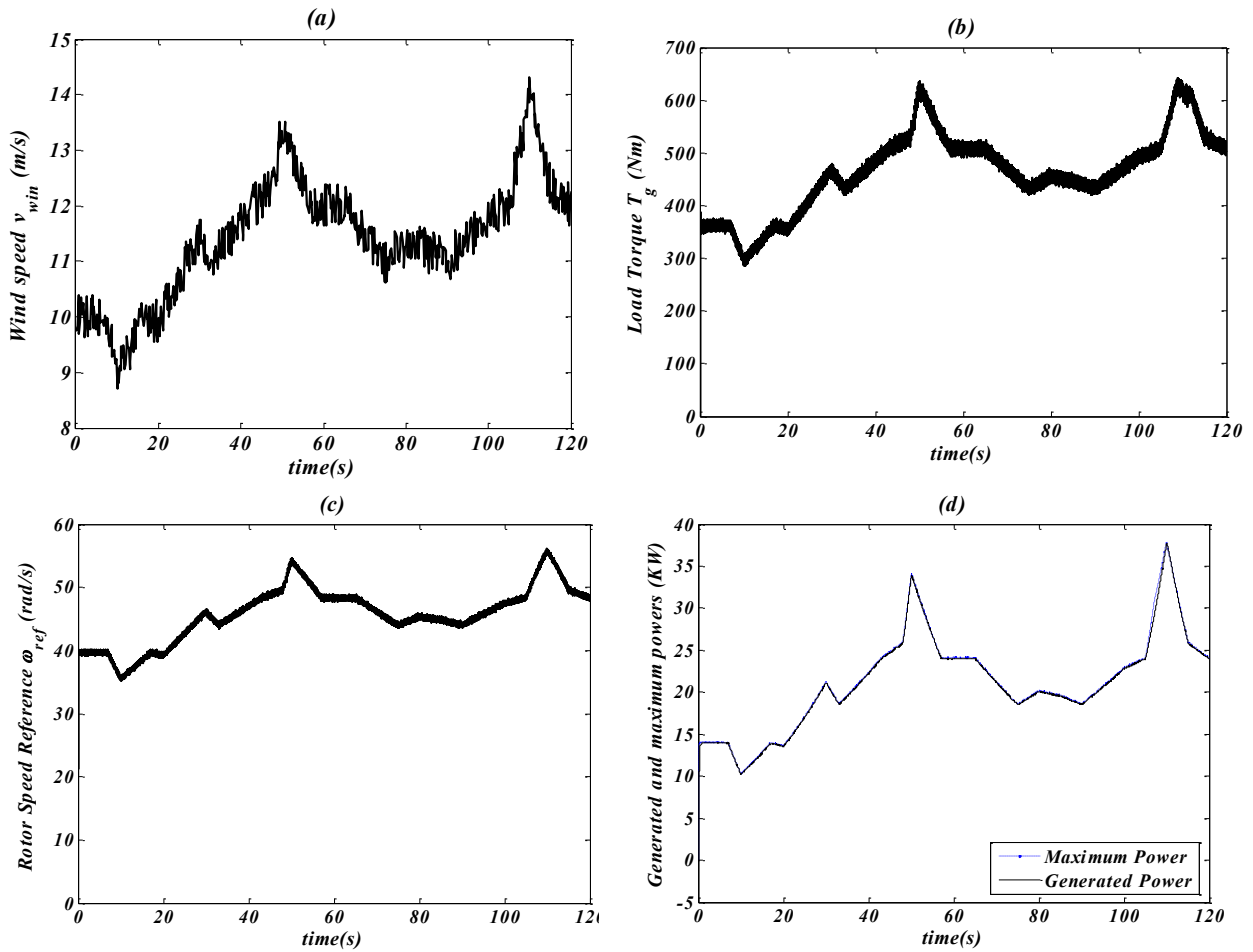 (a)
15
14
13
12
11
10
9
8
Wind speed v_win (m/s)
0 20 40 60 80 100 120
time(s)
(b)
700
600
500
400
300
200
100
0
Load Torque T_g (Nm)
0 20 40 60 80 100 120
time(s)
(c)
60
50
40
30
20
10
0
Rotor Speed Reference ω_ref (rad/s)
0 20 40 60 80 100 120
time(s)
(d)
40
35
30
25
20
15
10
5
0
-5
Generated and maximum powers (KW)
0 20 40 60 80 100 120
time(s)
Maximum Power
Generated Power